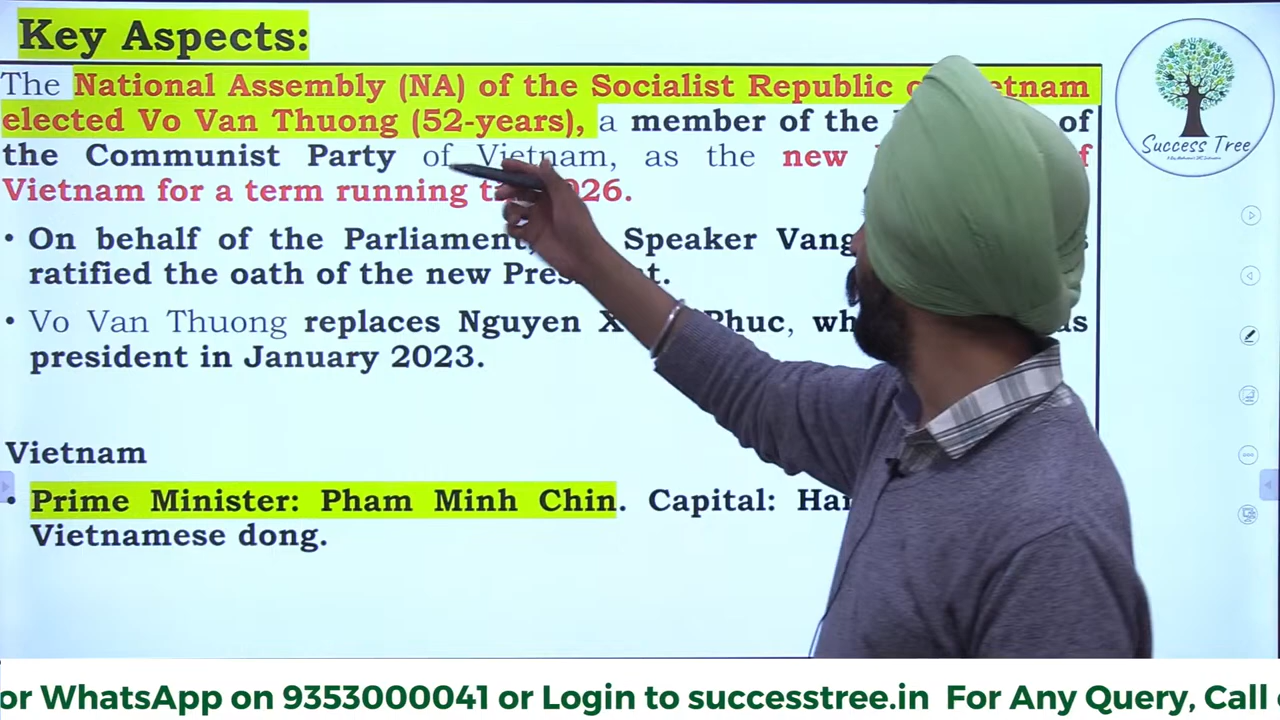 Key Aspects:
The National Assembly (NA) of the Socialist Republic
elected Vo Van Thuong (52-years), a member of the of
the Communist Party of Vietnam, as the new
Vietnam for a term running
• On behalf of the Parliament, Speaker
ratified the oath of the new
• Vo Van Thuong replaces Nguyen Phuc,
president in January 2023.
Vietnam
• Prime Minister: Pham Minh Chin. Capital:
Vietnamese dong.
Success Tree
or WhatsApp on 9353000041 or Login to successtree.in For Any Query, Call